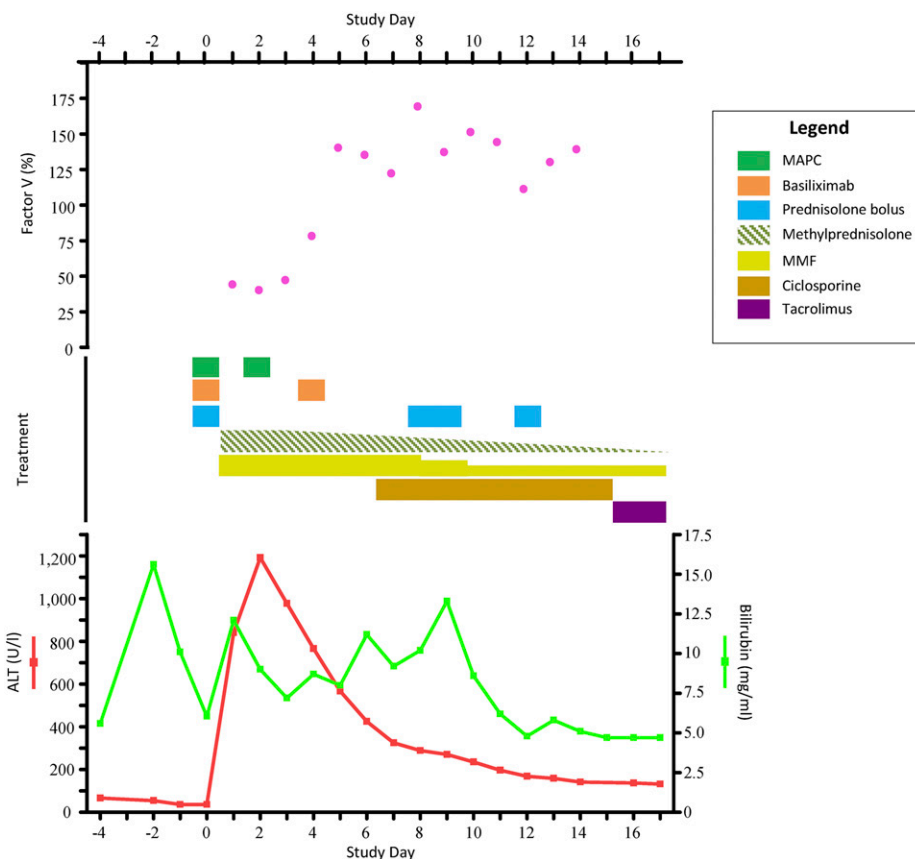 Study Day
-4 -2 0 2 4 6 8 10 12 14 16
175
150
125
100
75
50
25
0
Factor V (%)
Legend
MAPC
Basiliximab
Prednisolone bolus
Methylprednisolone
MMF
Ciclosporine
Tacrolimus
Treatment
1,200
1,000
800
600
400
200
0
ALT (U/l)
17.5
15.0
12.5
10
7.5
5.0
2.5
0
Bilirubin (mg/ml)
-4 -2 0 2 4 6 8 10 12 14 16
Study Day